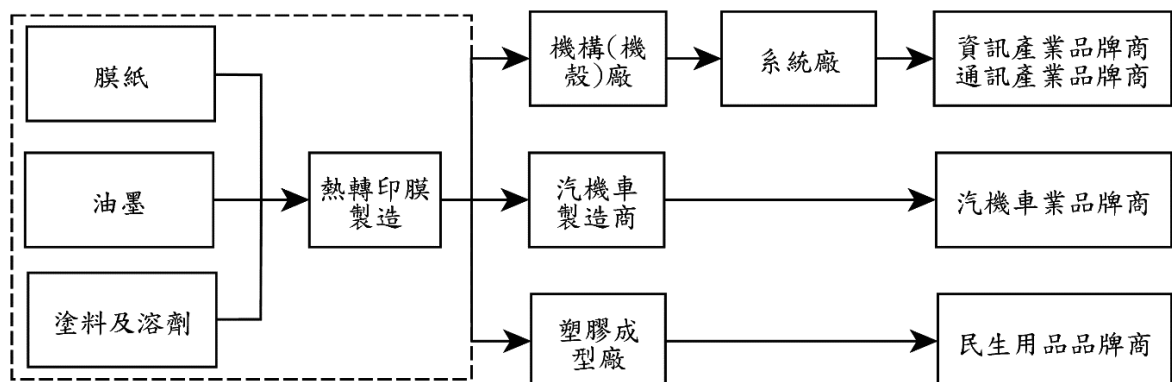 膜紙
油墨
塗料及溶劑
熱轉印膜
製造
機構(機
殼)廠
系統廠
資訊產業品牌商
通訊產業品牌商
汽機車
製造商
汽機車業品牌商
塑膠成
型廠
民生用品品牌商